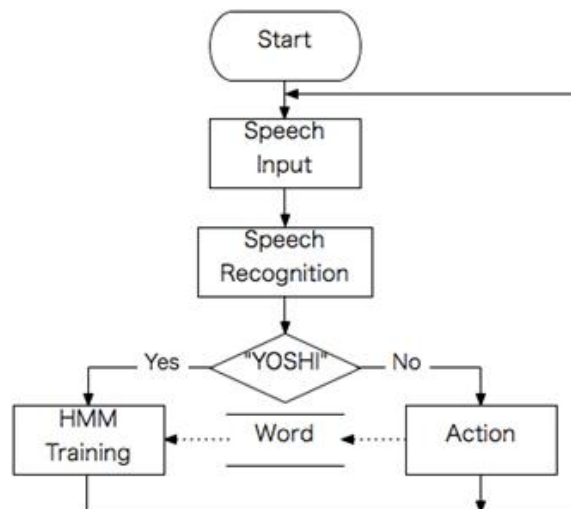 Start
Speech
Input
Speech
Recognition
"YOSHI"
Yes
No
HMM
Training
Word
Action